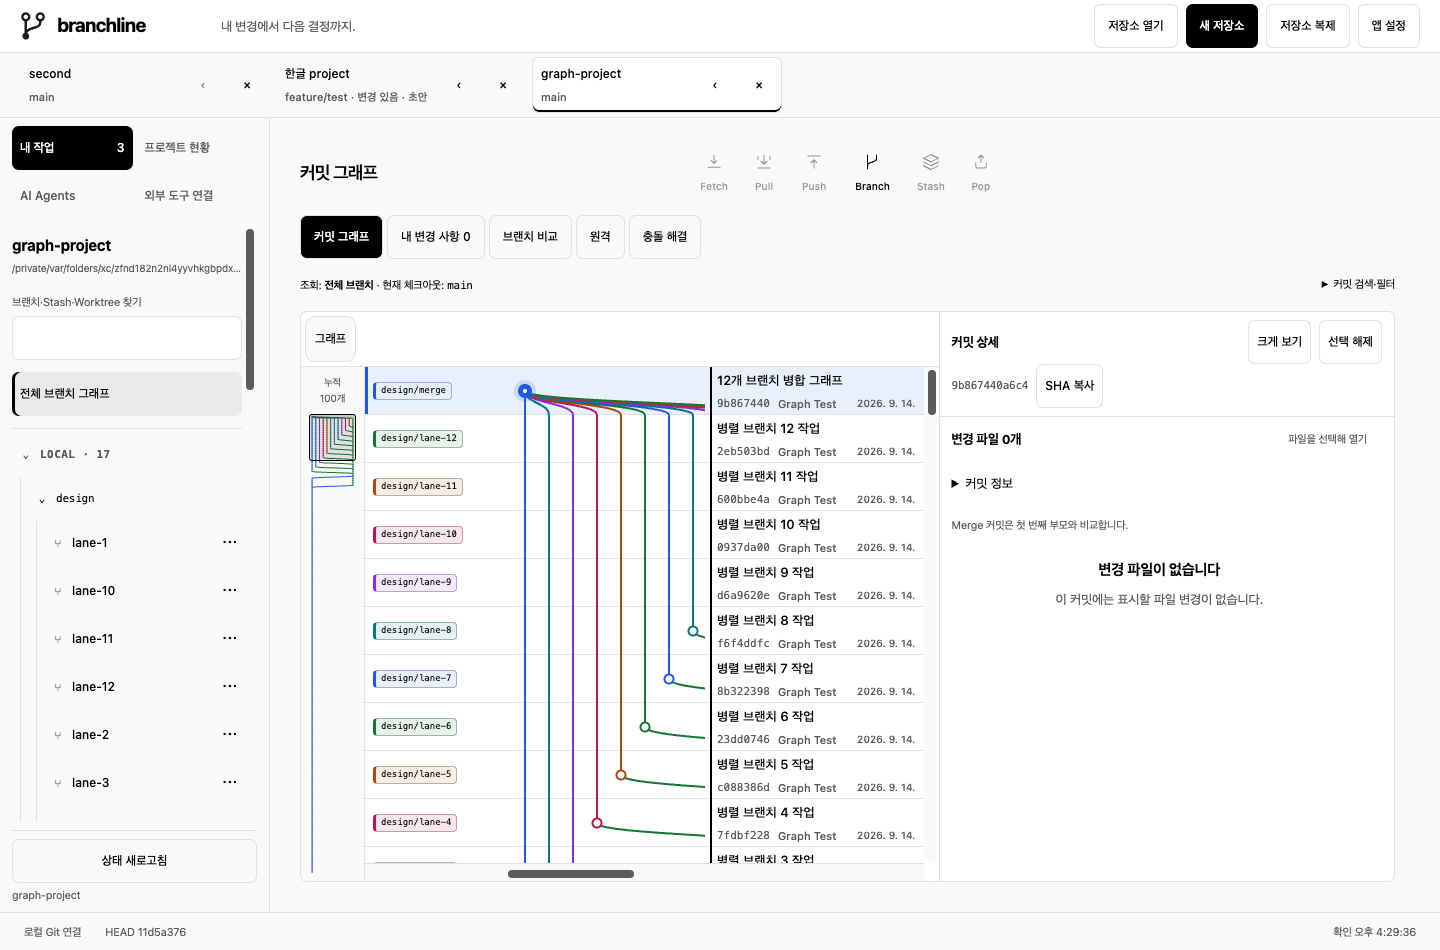 branchline
내 변경에서 다음 결정까지.
저장소 열기
새 저장소
저장소 복제
앱 설정
second
main
한글 project
feature/test · 변경 있음 · 초안
graph-project
main
내 작업 3
프로젝트 현황
AI Agents
외부 도구 연결
graph-project
/private/var/folders/xc/zfnd182n2nl4yyvhkgbpdx...
브랜치·Stash·Worktree 찾기
전체 브랜치 그래프
LOCAL · 17
design
lane-1
lane-10
lane-11
lane-12
lane-2
lane-3
상태 새로고침
graph-project
커밋 그래프
Fetch
Pull
Push
Branch
Stash
Pop
커밋 그래프
내 변경 사항 0
브랜치 비교
원격
충돌 해결
조회: 전체 브랜치 · 현재 체크아웃: main
커밋 검색·필터
그래프
누적
100개
design/merge
12개 브랜치 병합 그래프
9b867440 Graph Test 2026. 9. 14.
design/lane-12
병렬 브랜치 12 작업
2eb503bd Graph Test 2026. 9. 14.
design/lane-11
병렬 브랜치 11 작업
600bbe4a Graph Test 2026. 9. 14.
design/lane-10
병렬 브랜치 10 작업
0937da00 Graph Test 2026. 9. 14.
design/lane-9
병렬 브랜치 9 작업
d6a9620e Graph Test 2026. 9. 14.
design/lane-8
병렬 브랜치 8 작업
f6f4ddfc Graph Test 2026. 9. 14.
design/lane-7
병렬 브랜치 7 작업
8b322398 Graph Test 2026. 9. 14.
design/lane-6
병렬 브랜치 6 작업
23dd0746 Graph Test 2026. 9. 14.
design/lane-5
병렬 브랜치 5 작업
c088386d Graph Test 2026. 9. 14.
design/lane-4
병렬 브랜치 4 작업
7fdbf228 Graph Test 2026. 9. 14.
병렬 브랜치 3 작업
커밋 상세
크게 보기
선택 해제
9b867440a6c4
SHA 복사
변경 파일 0개
파일을 선택해 열기
커밋 정보
Merge 커밋은 첫 번째 부모와 비교합니다.
변경 파일이 없습니다
이 커밋에는 표시할 파일 변경이 없습니다.
로컬 Git 연결
HEAD 11d5a376
확인 오후 4:29:36